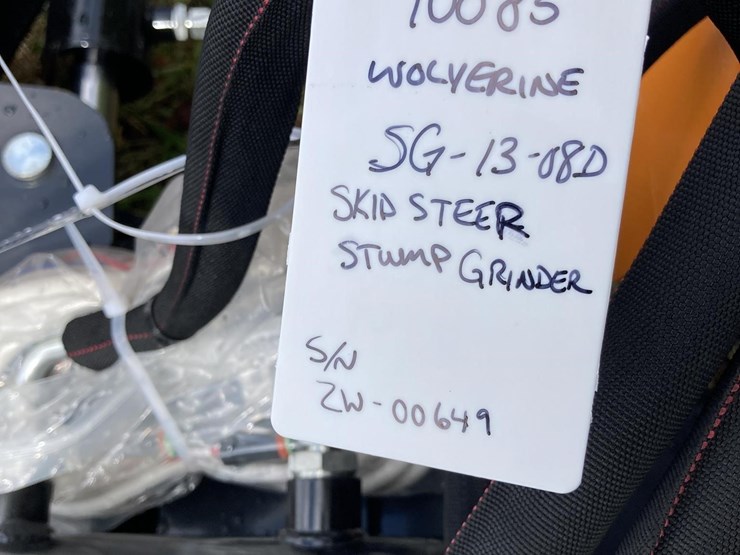 10085
WOLVERINE
SG-13-08D
SKID STEER
STUMP GRINDER
S/N
ZW-00649